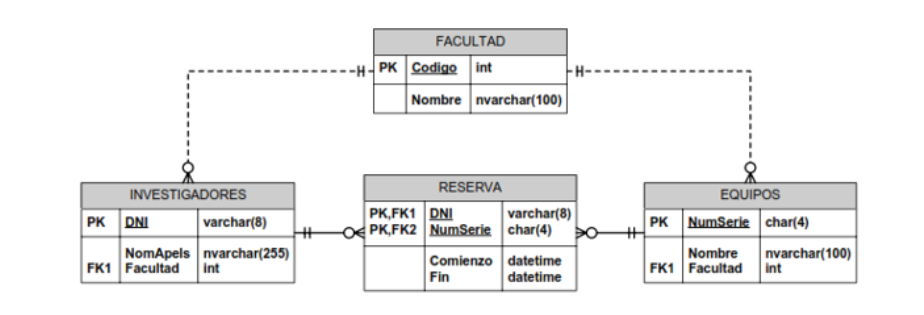 FACULTAD
PK Codigo int
Nombre nvarchar(100)
INVESTIGADORES
PK DNI varchar(8)
NomApels nvarchar(255)
FK1 Facultad int
RESERVA
PK,FK1 DNI varchar(8)
PK,FK2 NumSerie char(4)
Comienzo datetime
Fin datetime
EQUIPOS
PK NumSerie char(4)
Nombre nvarchar(100)
FK1 Facultad int